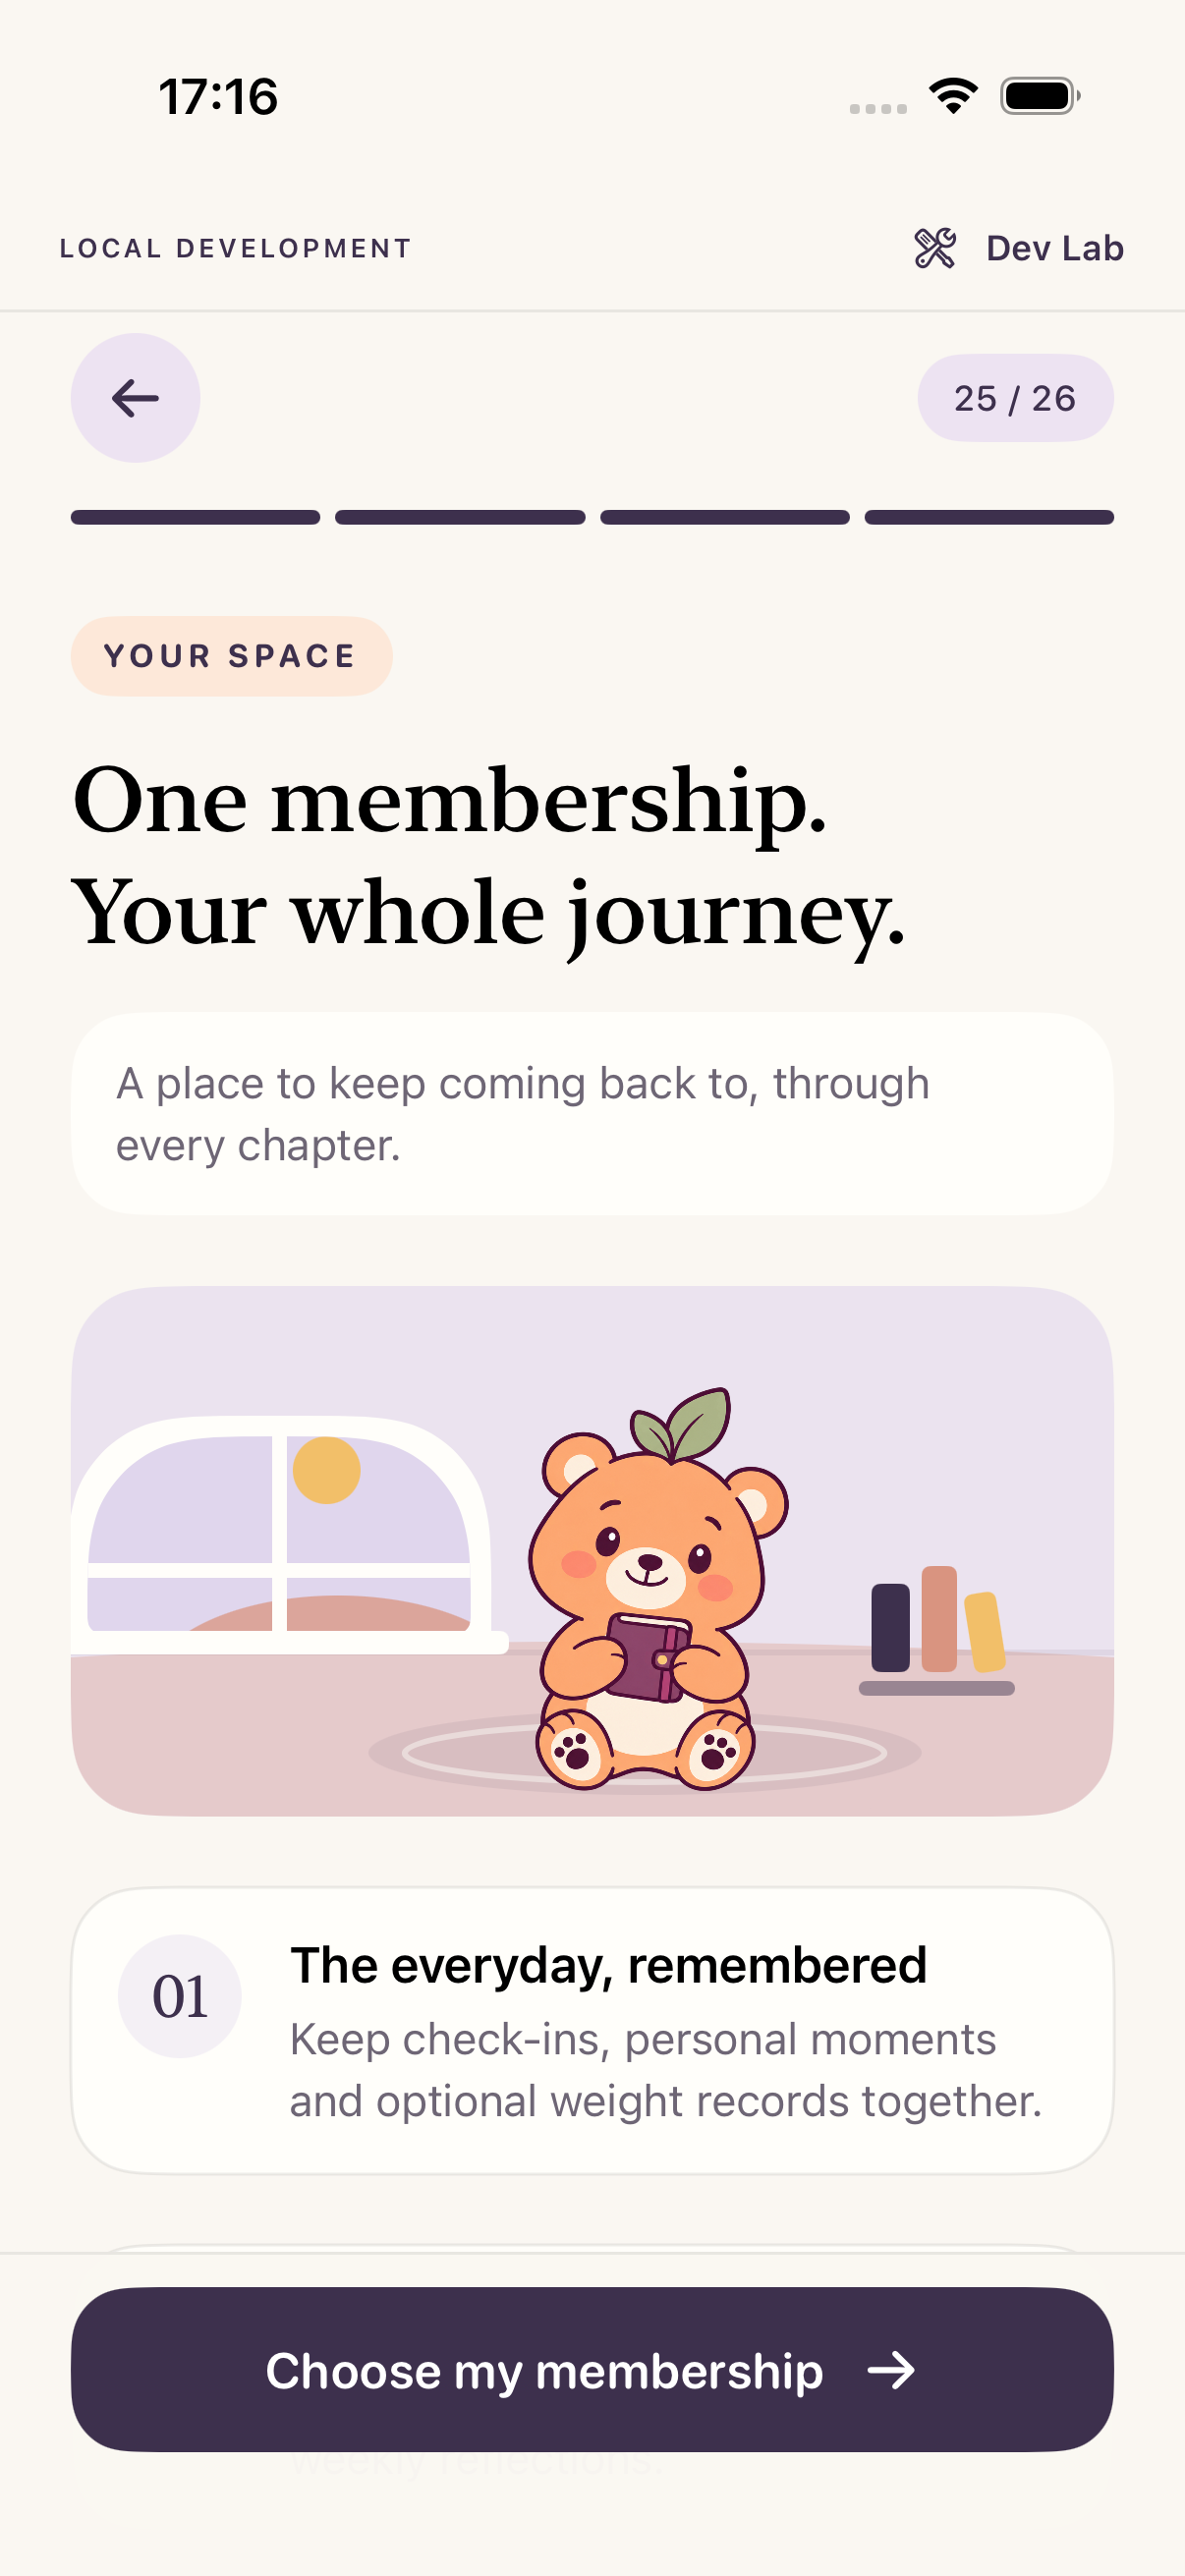 17:16
LOCAL DEVELOPMENT
Dev Lab
25 / 26
YOUR SPACE
One membership.
Your whole journey.
A place to keep coming back to, through
every chapter.
01
The everyday, remembered
Keep check-ins, personal moments
and optional weight records together.
Choose my membership
weekly reflections.